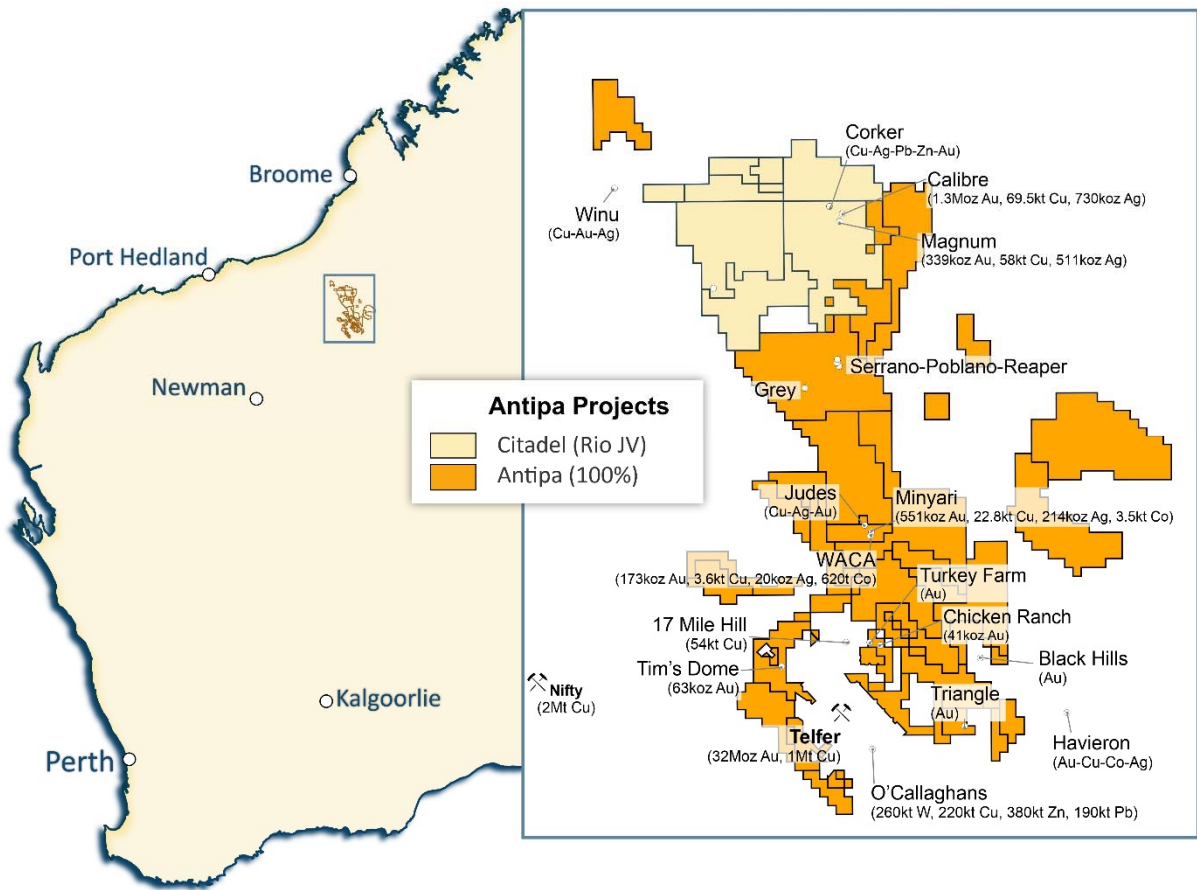 Broome
Port Hedland
Newman
Kalgoorlie
Perth
Antipa Projects
Citadel (Rio JV)
Antipa (100%)
Corker
(Cu-Ag-Pb-Zn-Au)
Calibre
(1.3Moz Au, 69.5kt Cu, 730koz Ag)
Winu
(Cu-Au-Ag)
Magnum
(339koz Au, 58kt Cu, 511koz Ag)
Serrano-Poblano-Reaper
Grey
Judes
(Cu-Ag-Au)
Minyari
(551koz Au, 22.8kt Cu, 214koz Ag, 3.5kt Co)
WACA
(173koz Au, 3.6kt Cu, 20koz Ag, 620t Co)
Turkey Farm
(Au)
17 Mile Hill
(54kt Cu)
Chicken Ranch
(41koz Au)
Tim's Dome
(63koz Au)
Black Hills
(Au)
Nifty
(2Mt Cu)
Triangle
(Au)
Telfer
(32Moz Au, 1Mt Cu)
Havieron
(Au-Cu-Co-Ag)
O'Callaghans
(260kt W, 220kt Cu, 380kt Zn, 190kt Pb)